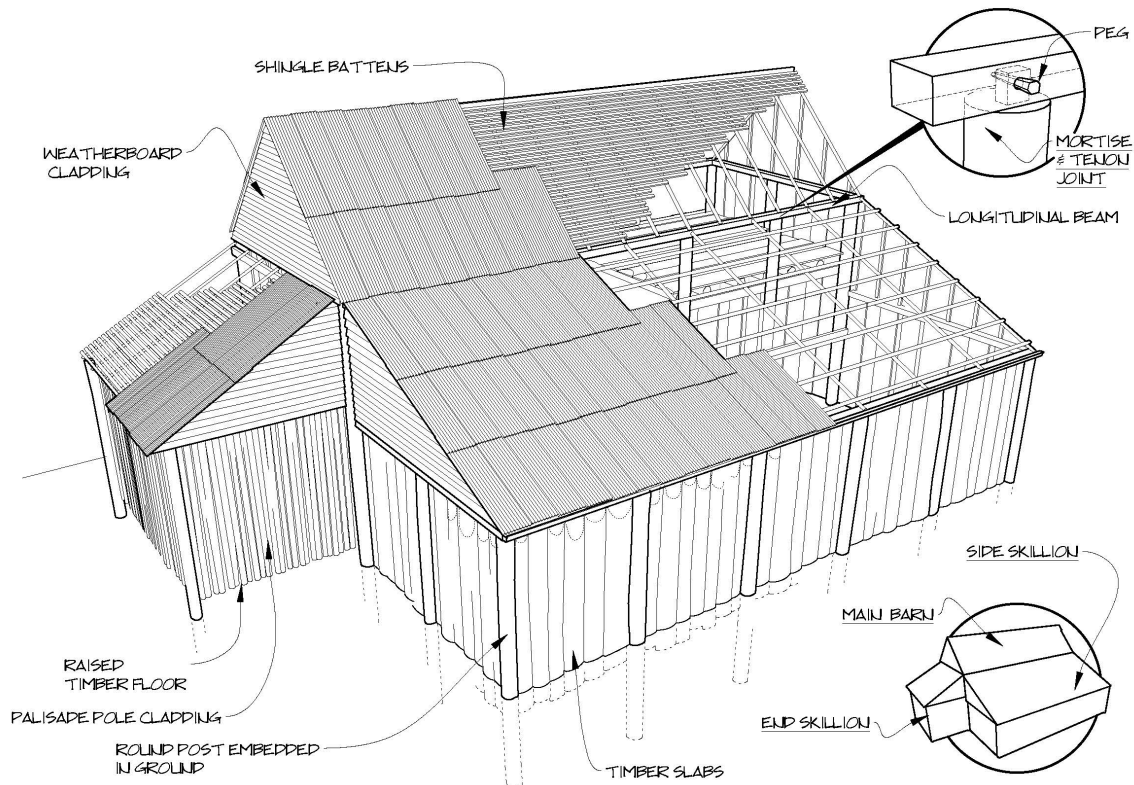 PEG
SHINGLE BATTENS
WEATHERBOARD
CLADDING
MORTISE
& TENON
JOINT
LONGITUDINAL BEAM
SIDE SKILLION
MAIN BARN
RAISED
TIMBER FLOOR
PALISADE POLE CLADDING
END SKILLION
ROUND POST EMBEDDED
IN GROUND
TIMBER SLABS